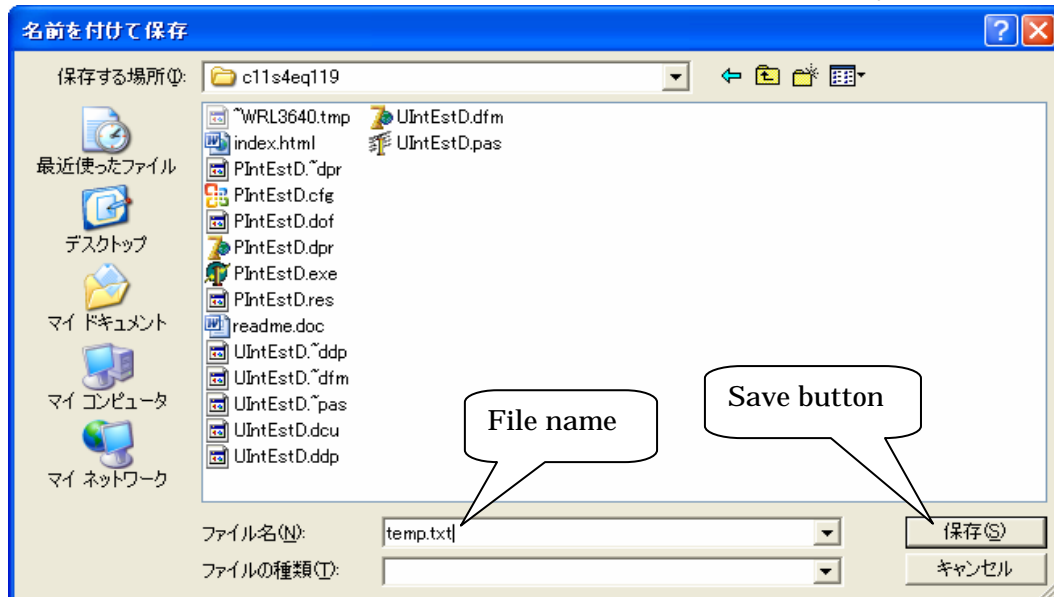 名前を付けて保存
保存する場所(I):
c11s4eq119
最近使ったファイル
デスクトップ
マイ ドキュメント
マイ コンピュータ
マイ ネットワーク
~WRL3640.tmp
index.html
PIntEstD.~dpr
PIntEstD.cfg
PIntEstD.dof
PIntEstD.dpr
PIntEstD.exe
PIntEstD.res
readme.doc
UIntEstD.~ddp
UIntEstD.~dfm
UIntEstD.~pas
UIntEstD.dcu
UIntEstD.ddp
UIntEstD.dfm
UIntEstD.pas
File name
Save button
ファイル名(N):
temp.txt
保存(S)
ファイルの種類(T):
キャンセル